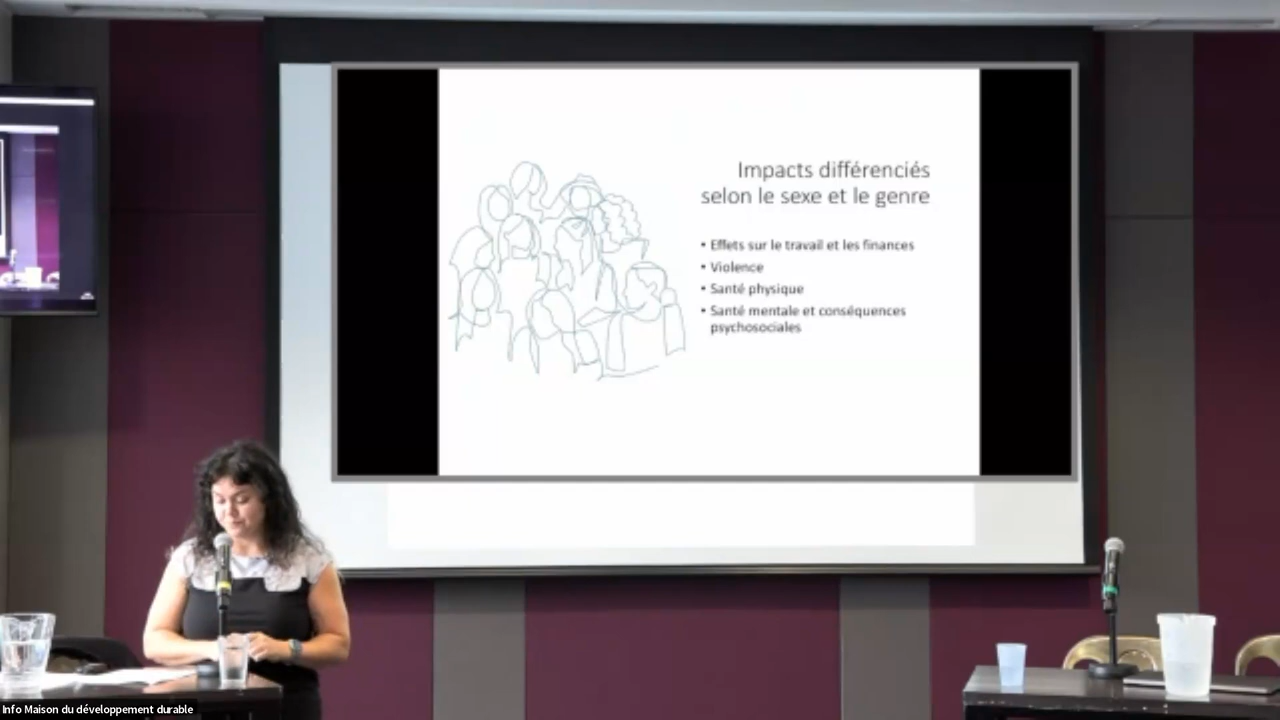 Impacts différenciés
selon le sexe et le genre
• Effets sur le travail et les finances
• Violence
• Santé physique
• Santé mentale et conséquences
psychosociales
Info Maison du développement durable